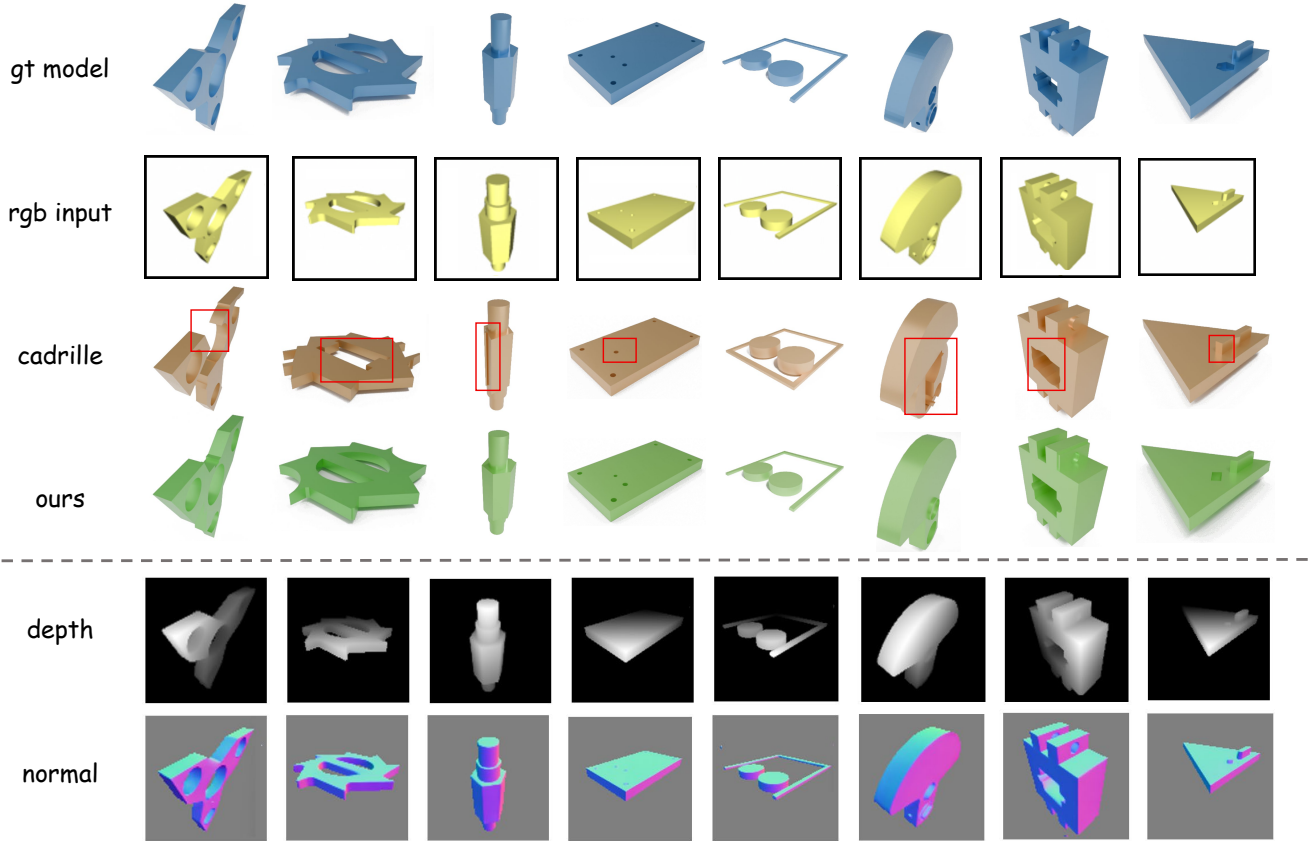 gt model
rgb input
cadrille
ours
depth
normal